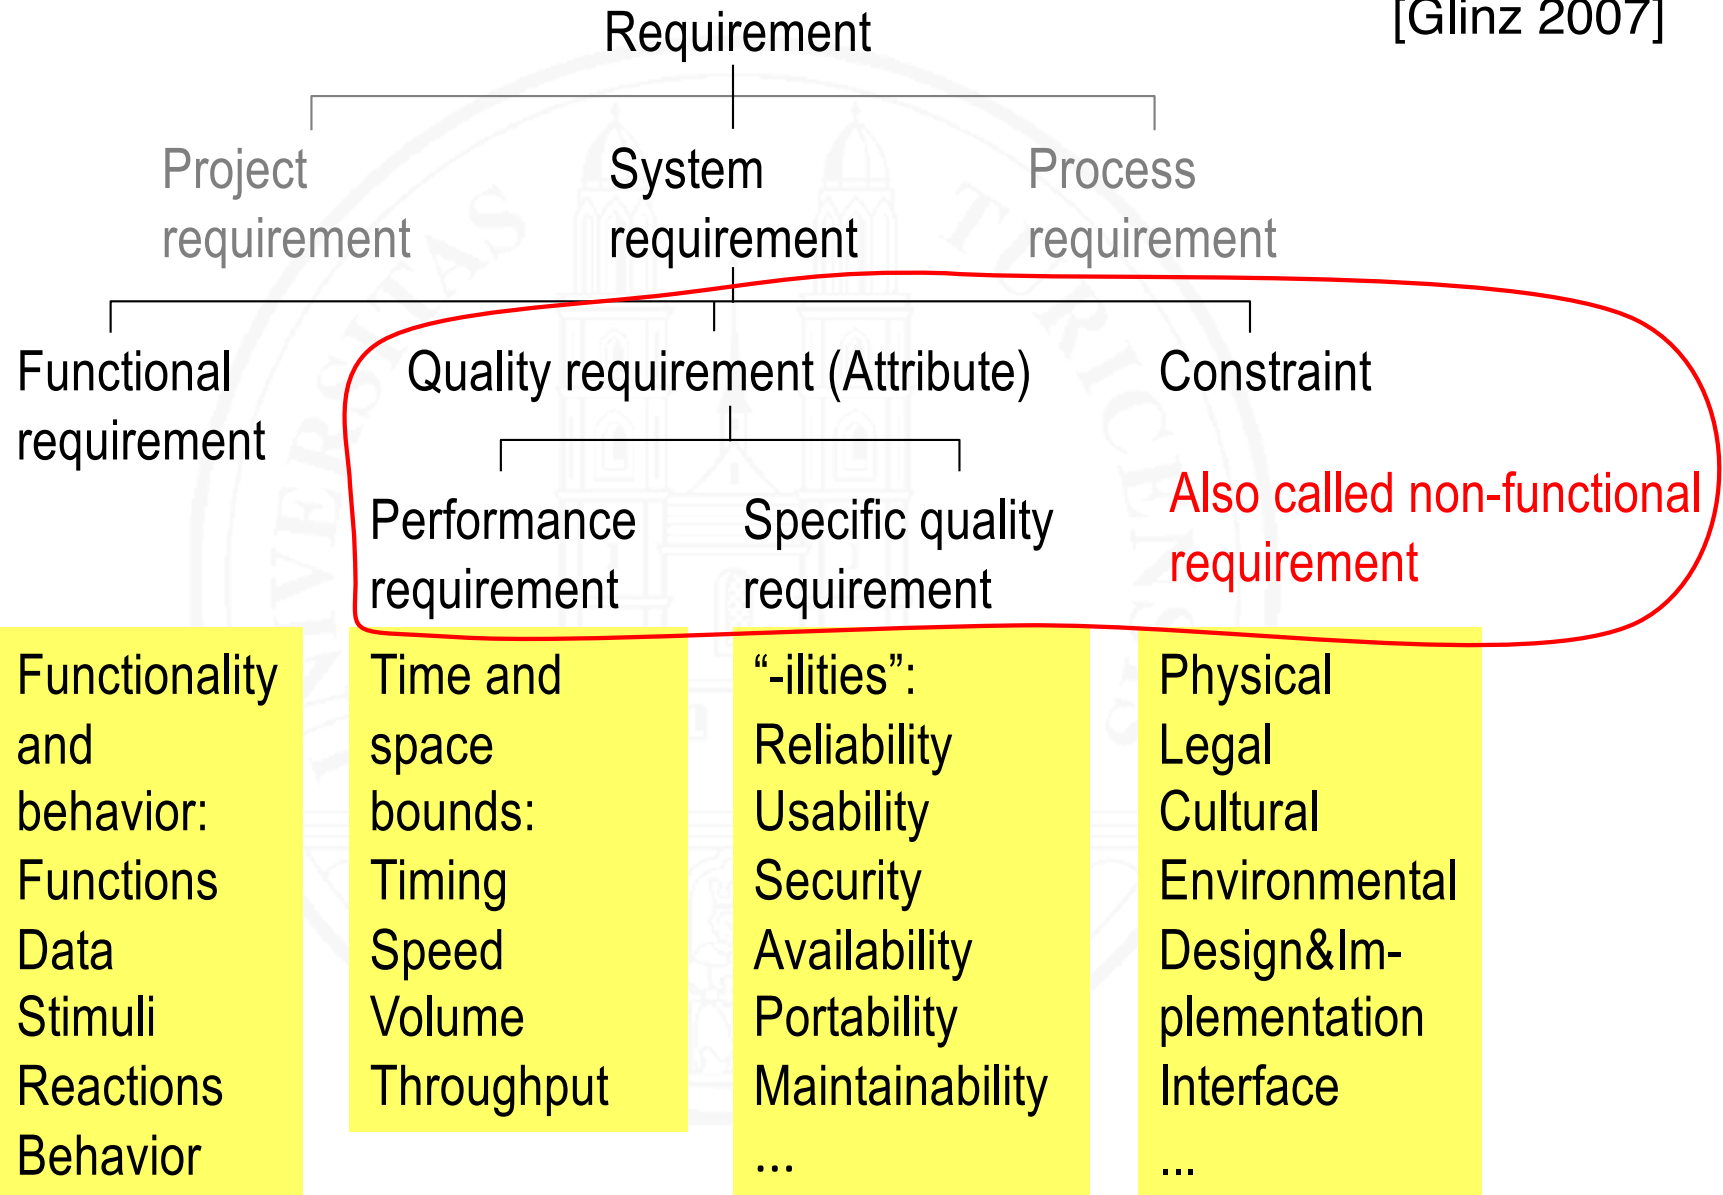 [Glinz 2007]
Requirement
Project
requirement
System
requirement
Process
requirement
Functional
requirement
Quality requirement (Attribute)
Constraint
Performance
requirement
Specific quality
requirement
Also called non-functional
requirement
Functionality
and
behavior:
Functions
Data
Stimuli
Reactions
Behavior
Time and
space
bounds:
Timing
Speed
Volume
Throughput
“-ilities”:
Reliability
Usability
Security
Availability
Portability
Maintainability
...
Physical
Legal
Cultural
Environmental
Design&Im-
plementation
Interface
...
UNIVERSITAS
TURICENSIS